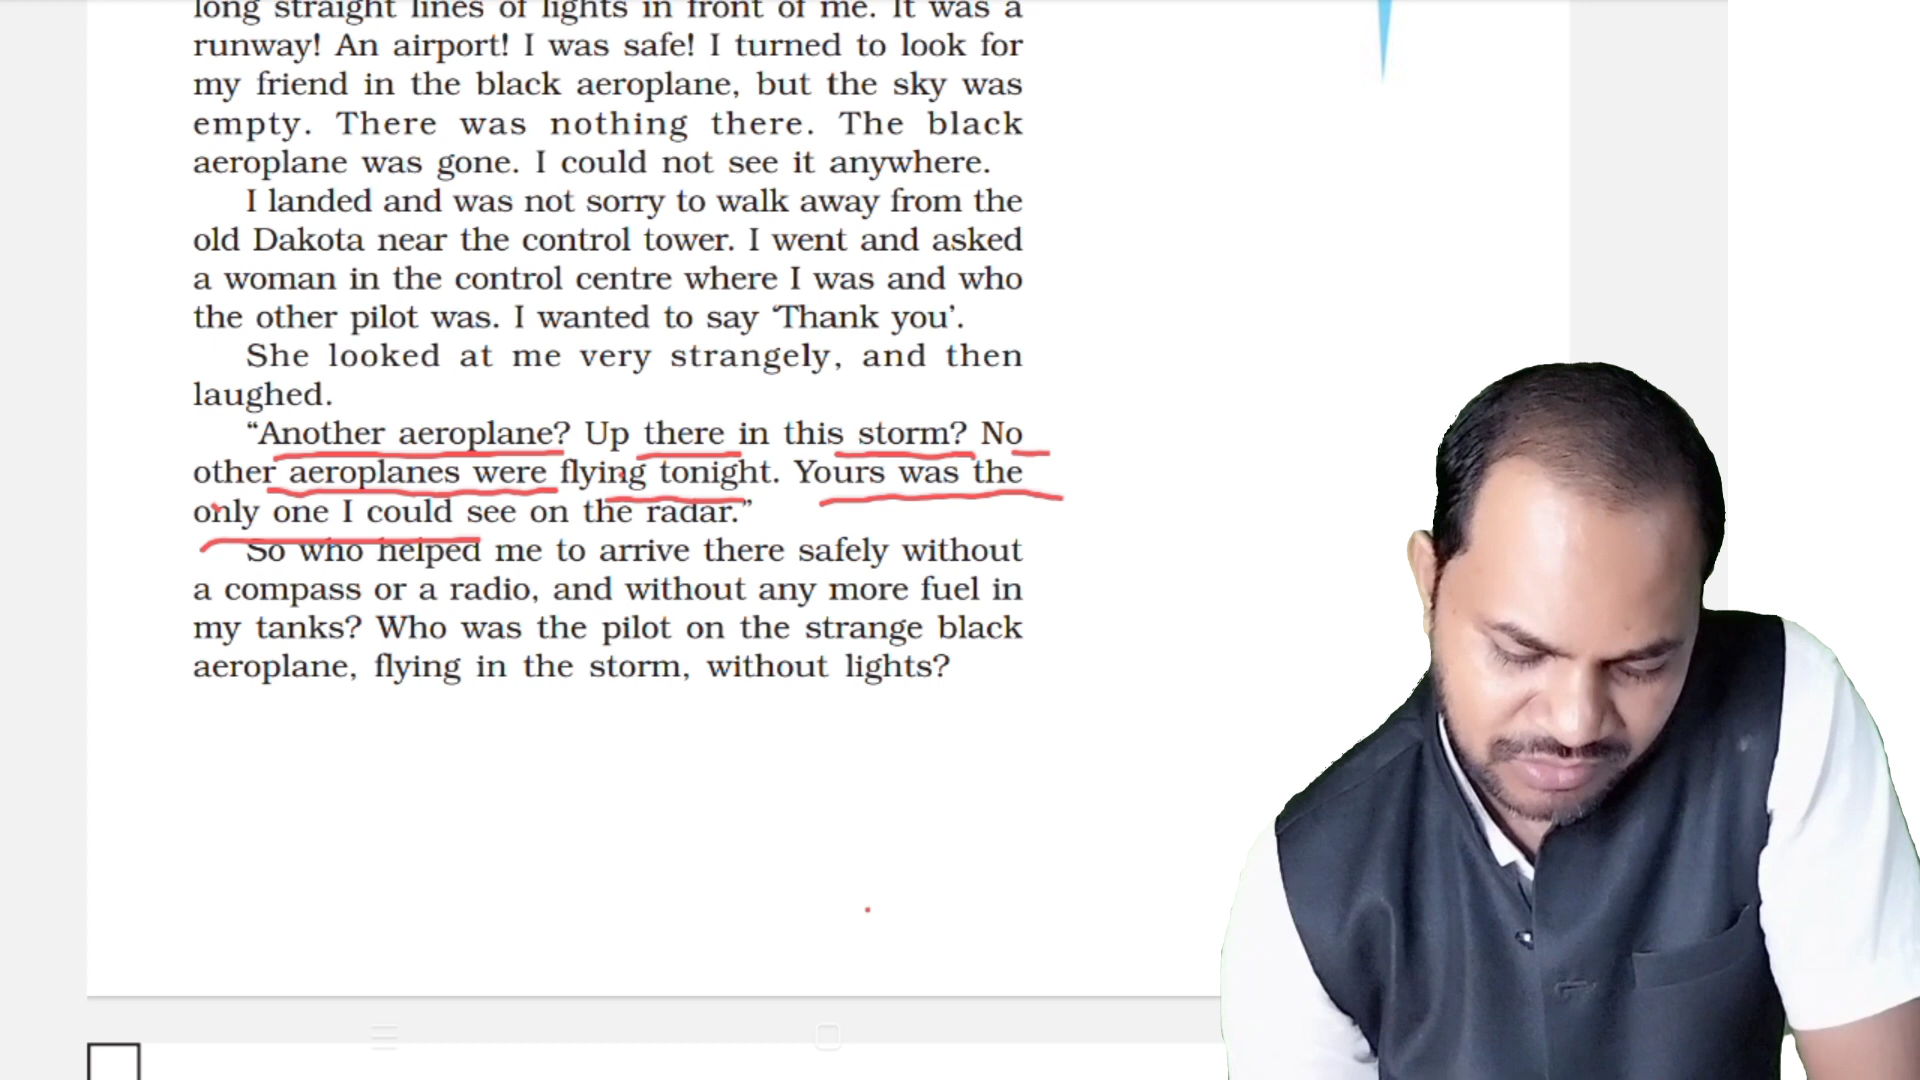 long straight lines of lights in front of me. It was a
runway! An airport! I was safe! I turned to look for
my friend in the black aeroplane, but the sky was
empty. There was nothing there. The black
aeroplane was gone. I could not see it anywhere.
I landed and was not sorry to walk away from the
old Dakota near the control tower. I went and asked
a woman in the control centre where I was and who
the other pilot was. I wanted to say ‘Thank you’.
She looked at me very strangely, and then
laughed.
“Another aeroplane? Up there in this storm? No
other aeroplanes were flying tonight. Yours was the
only one I could see on the radar.”
So who helped me to arrive there safely without
a compass or a radio, and without any more fuel in
my tanks? Who was the pilot on the strange black
aeroplane, flying in the storm, without lights?